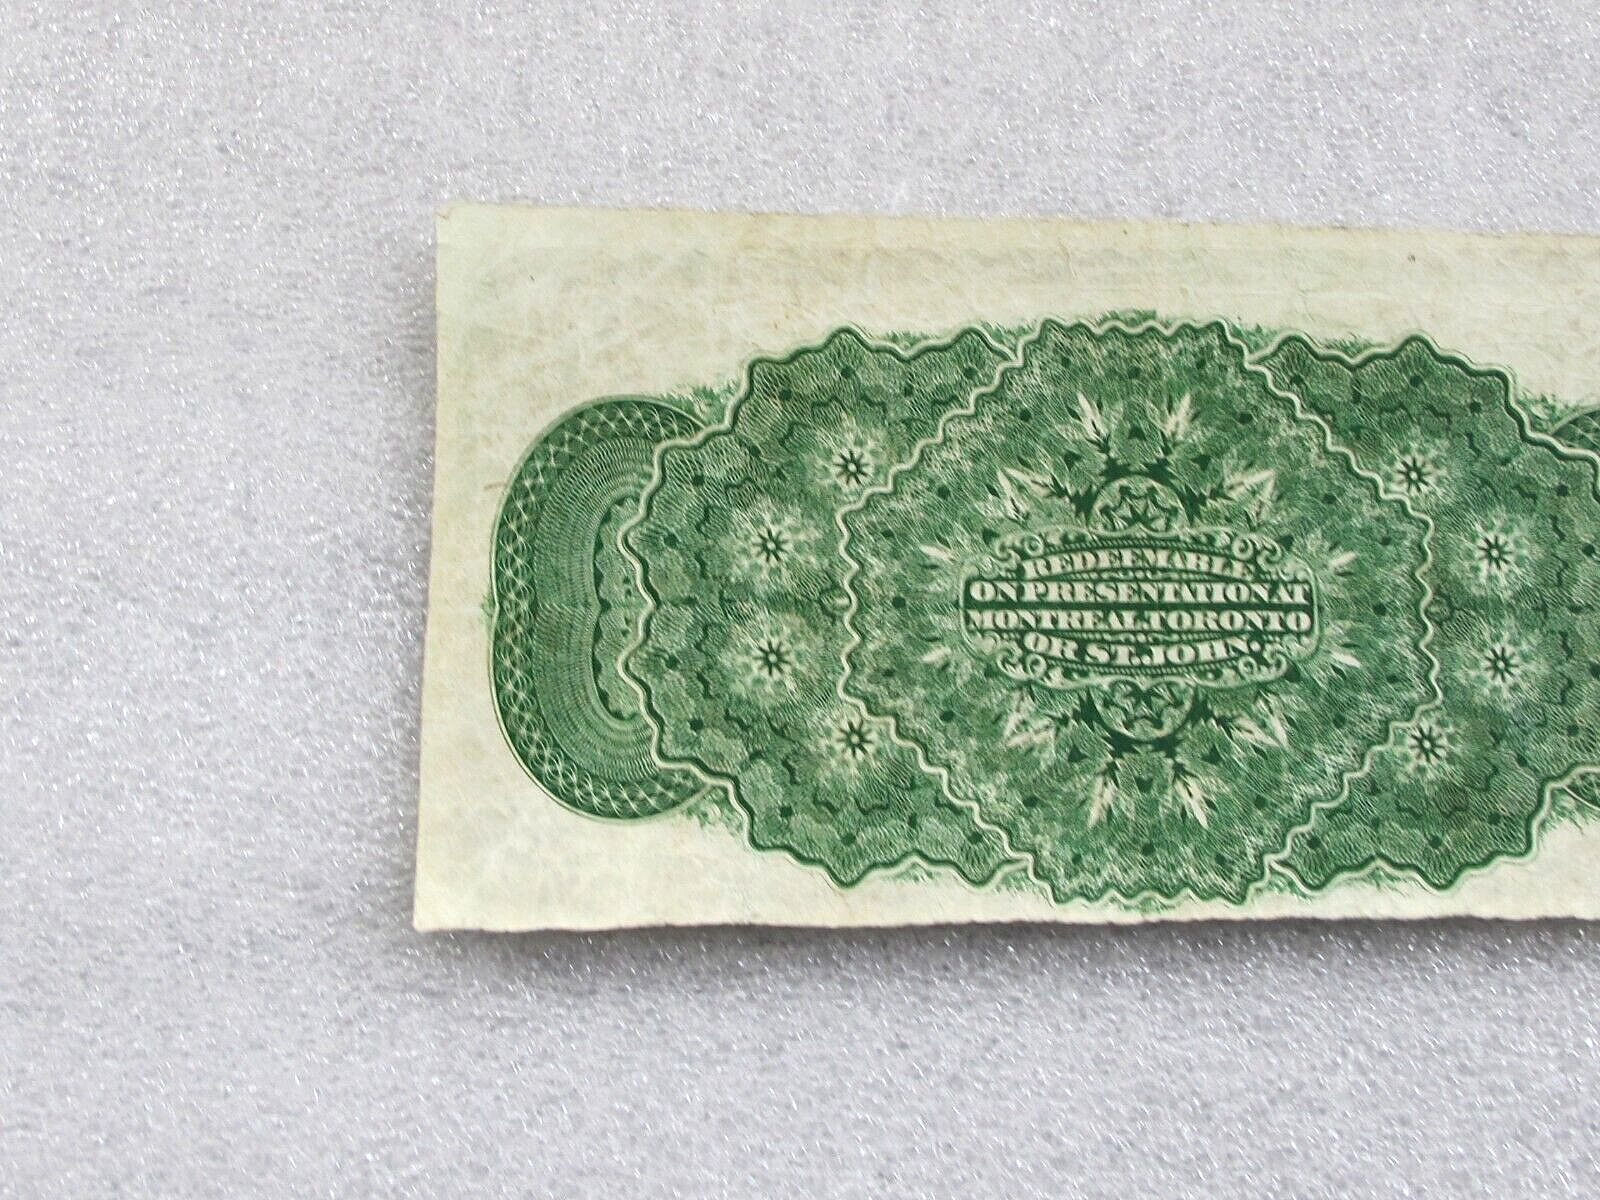 REDEEMABLE
ON PRESENTATION AT
MONTREAL, TORONTO
OR ST. JOHN.